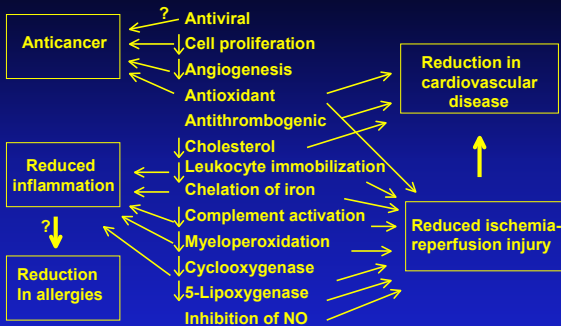 ?
Antiviral
Anticancer
↓ Cell proliferation
↓ Angiogenesis
Antioxidant
Antithrombogenic
↓ Cholesterol
↓ Leukocyte immobilization
Chelation of iron
↓ Complement activation
↓ Myeloperoxidation
↓ Cyclooxygenase
↓ 5-Lipoxygenase
Inhibition of NO
Reduced
inflammation
?
Reduction
In allergies
Reduction in
cardiovascular
disease
Reduced ischemia-
reperfusion injury